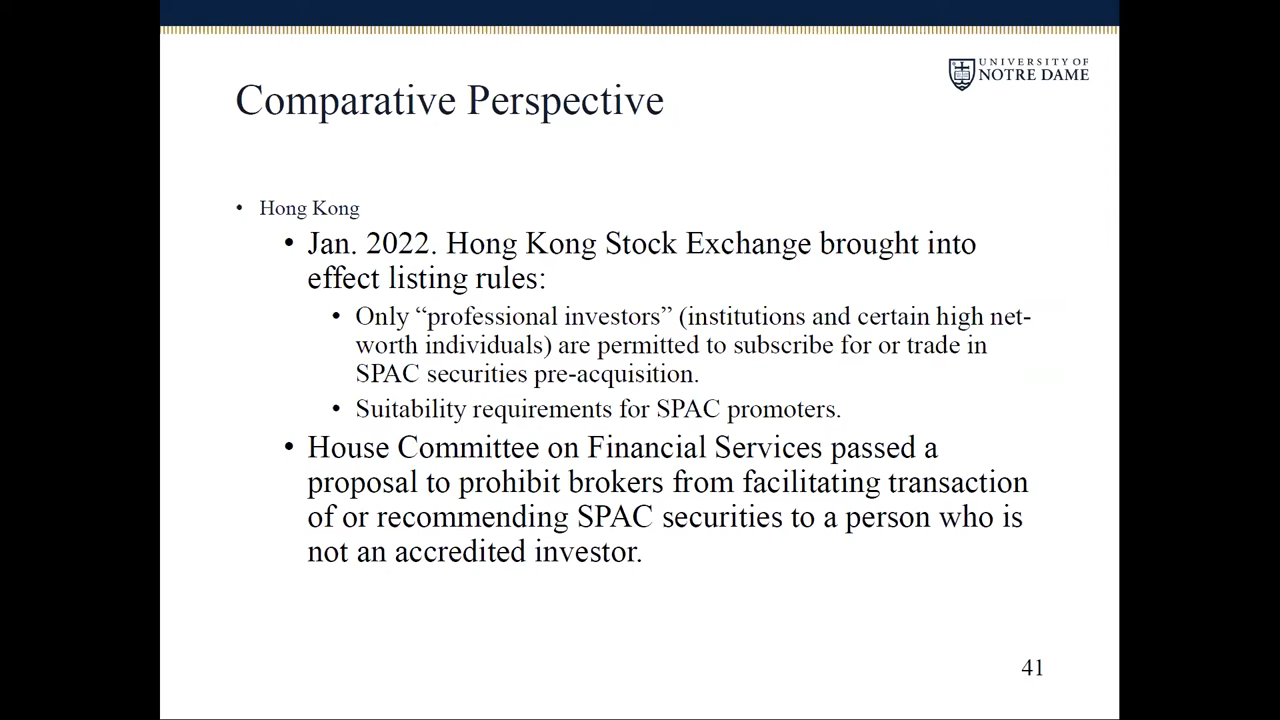 UNIVERSITY OF
NOTRE DAME
Comparative Perspective
• Hong Kong
• Jan. 2022. Hong Kong Stock Exchange brought into
effect listing rules:
• Only “professional investors” (institutions and certain high net-
worth individuals) are permitted to subscribe for or trade in
SPAC securities pre-acquisition.
• Suitability requirements for SPAC promoters.
• House Committee on Financial Services passed a
proposal to prohibit brokers from facilitating transaction
of or recommending SPAC securities to a person who is
not an accredited investor.
41